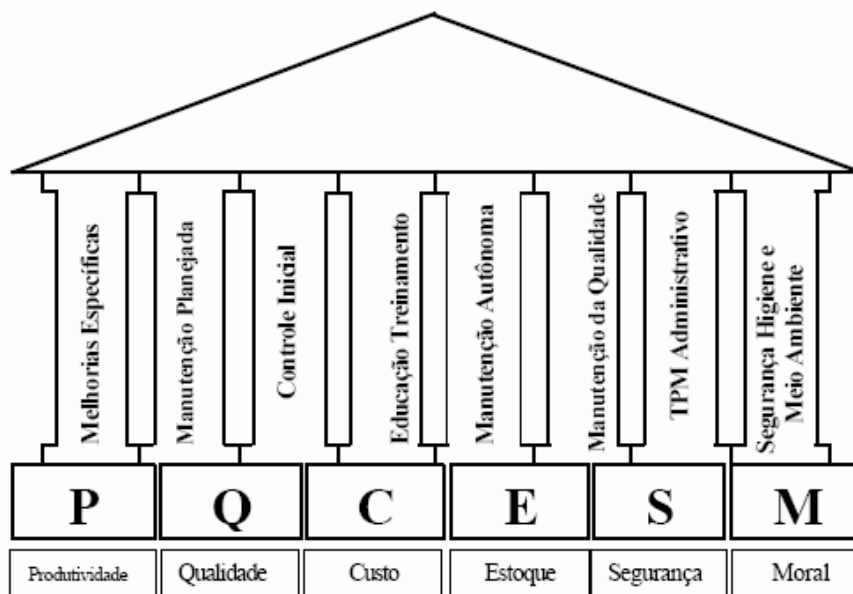 Melhorias Específicas
Manutenção Planejada
Controle Inicial
Educação Treinamento
Manutenção Autônoma
Manutenção da Qualidade
TPM Administrativo
Segurança Higiene e
Meio Ambiente
P Q C E S M
Produtividade Qualidade Custo Estoque Segurança Moral